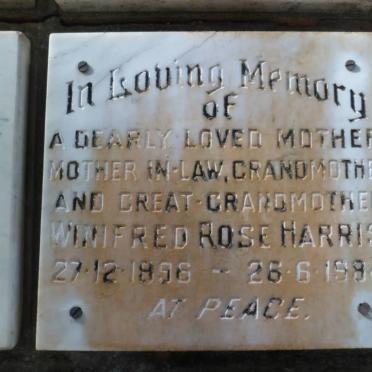 In Loving Memory
OF
A DEARLY LOVED MOTHER
MOTHER IN-LAW, GRANDMOTHE
AND GREAT-GRANDMOTHE
WINIFRED ROSE HARRIS
27·12·1896 - 26·6·198
AT PEACE.